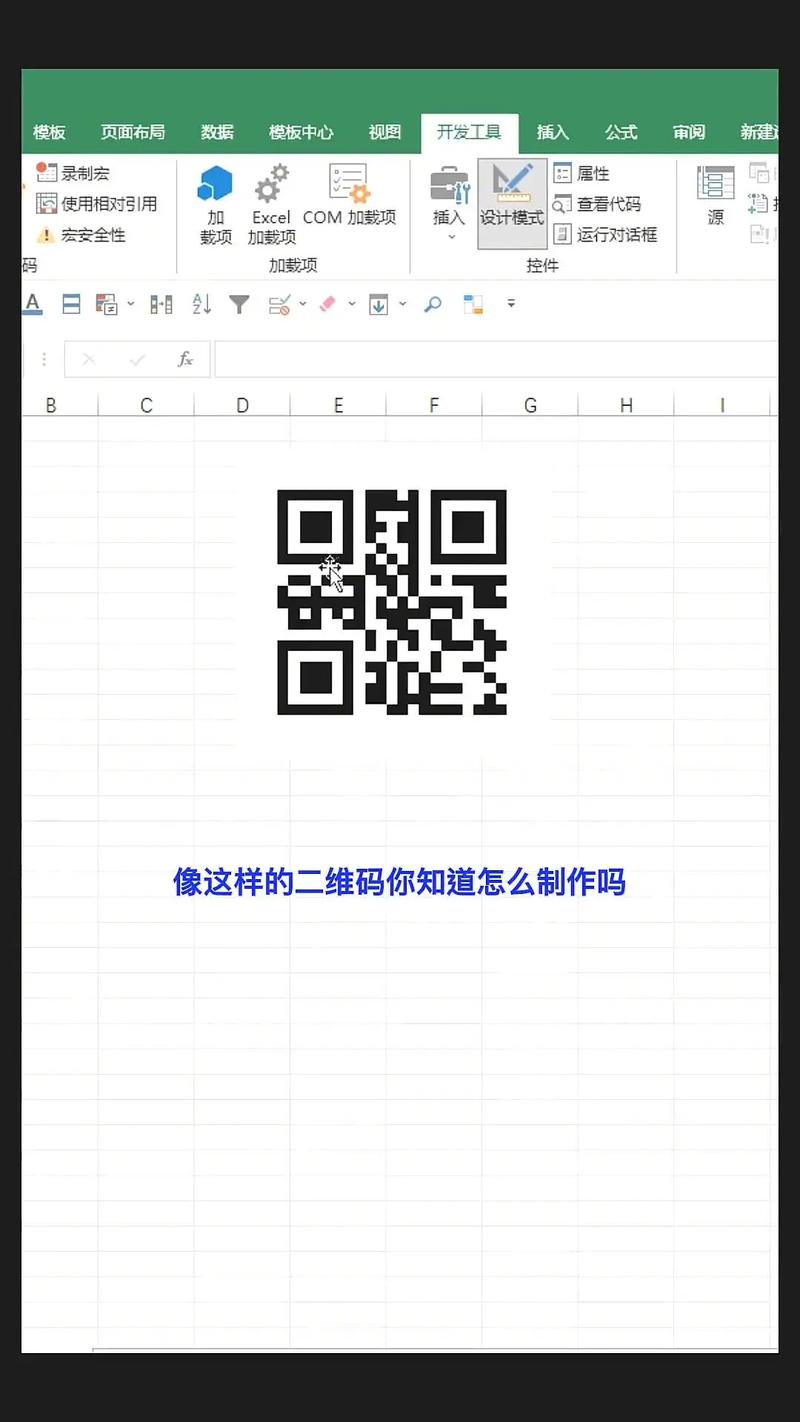 模板 页面布局 数据 模板中心 视图 开发工具 插入 公式 审阅 新建
录制宏
使用相对引用
宏安全性
码
加
载项
Excel
加载项
COM 加载项
加载项
插入
设计模式
属性
查看代码
运行对话框
控件
源
A
A
Z
fx
B C D E F G H I
像这样的二维码你知道怎么制作吗